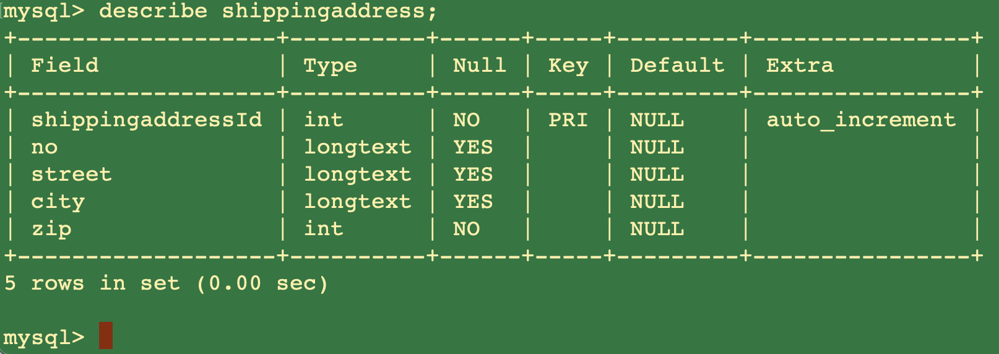 mysql> describe shippingaddress;
+-------------------+----------+------+-----+---------+----------------+
| Field             | Type     | Null | Key | Default | Extra          |
+-------------------+----------+------+-----+---------+----------------+
| shippingaddressId | int      | NO   | PRI | NULL    | auto_increment |
| no                | longtext | YES  |     | NULL    |                |
| street            | longtext | YES  |     | NULL    |                |
| city              | longtext | YES  |     | NULL    |                |
| zip               | int      | NO   |     | NULL    |                |
+-------------------+----------+------+-----+---------+----------------+
5 rows in set (0.00 sec)
mysql>